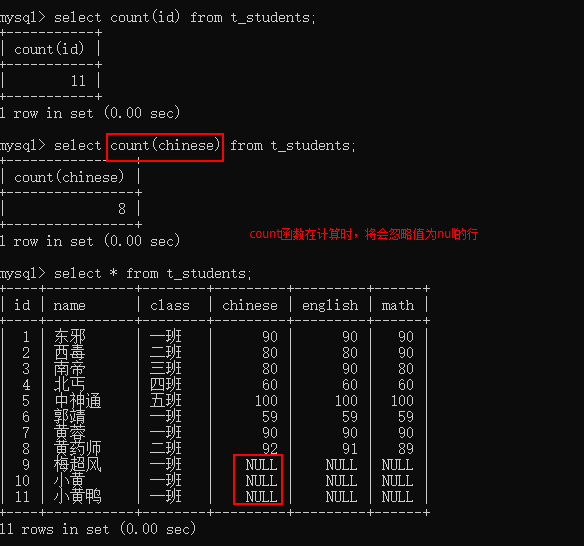 mysql> select count(id) from t_students;
+-----------+
| count(id) |
+-----------+
|        11 |
+-----------+
1 row in set (0.00 sec)
mysql> select count(chinese) from t_students;
+----------------+
| count(chinese) |
+----------------+
|              8 |
+----------------+
1 row in set (0.00 sec)
count函数在计算时，将会忽略值为null的行
mysql> select * from t_students;
+----+-----------+--------+---------+---------+------+
| id | name      | class  | chinese | english | math |
+----+-----------+--------+---------+---------+------+
|  1 | 东邪      | 一班   |      90 |      90 |   90 |
|  2 | 西毒      | 二班   |      80 |      80 |   90 |
|  3 | 南帝      | 三班   |      80 |      90 |   80 |
|  4 | 北丐      | 四班   |      60 |      60 |   60 |
|  5 | 中神通    | 五班   |     100 |     100 |  100 |
|  6 | 郭靖      | 一班   |      59 |      59 |   59 |
|  7 | 黄蓉      | 一班   |      90 |      90 |   90 |
|  8 | 黄药师    | 二班   |      92 |      91 |   89 |
|  9 | 梅超风    | 一班   |    NULL |    NULL | NULL |
| 10 | 小黄      | 一班   |    NULL |    NULL | NULL |
| 11 | 小黄鸭    | 一班   |    NULL |    NULL | NULL |
+----+-----------+--------+---------+---------+------+
11 rows in set (0.00 sec)